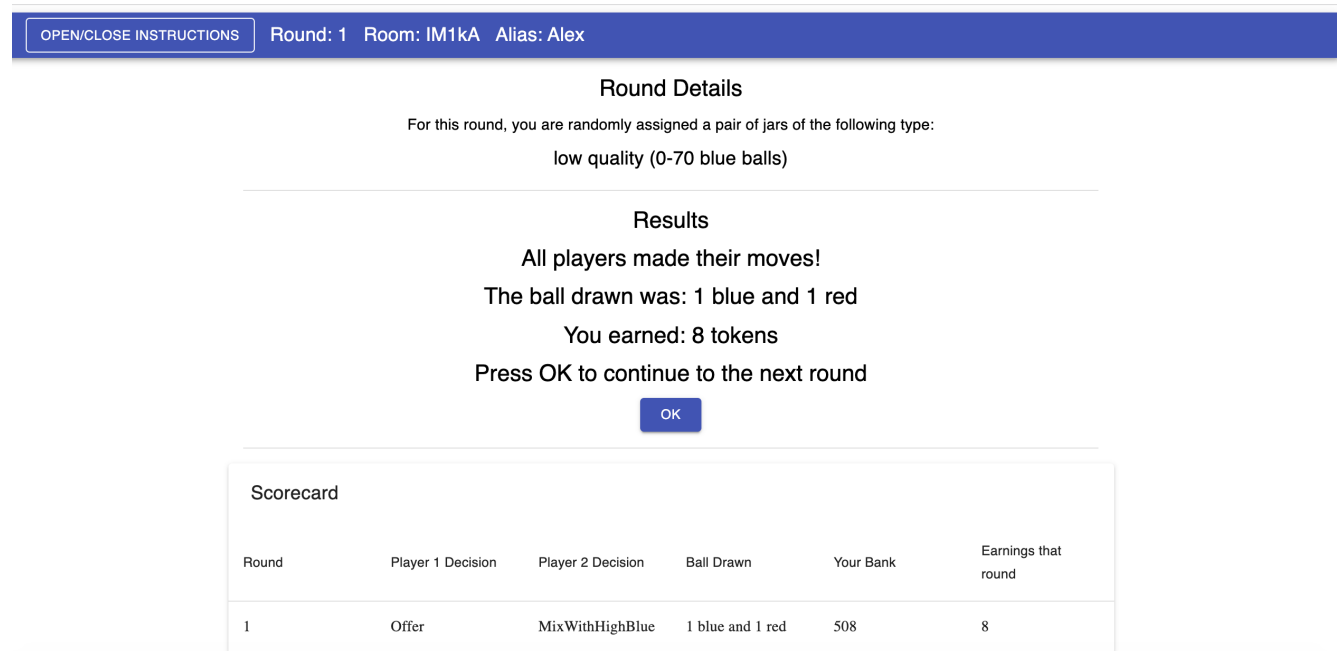 OPEN/CLOSE INSTRUCTIONS Round: 1 Room: IM1kA Alias: Alex
Round Details
For this round, you are randomly assigned a pair of jars of the following type:
low quality (0-70 blue balls)
Results
All players made their moves!
The ball drawn was: 1 blue and 1 red
You earned: 8 tokens
Press OK to continue to the next round
OK
Scorecard
Round Player 1 Decision Player 2 Decision Ball Drawn Your Bank Earnings that round
1 Offer MixWithHighBlue 1 blue and 1 red 508 8